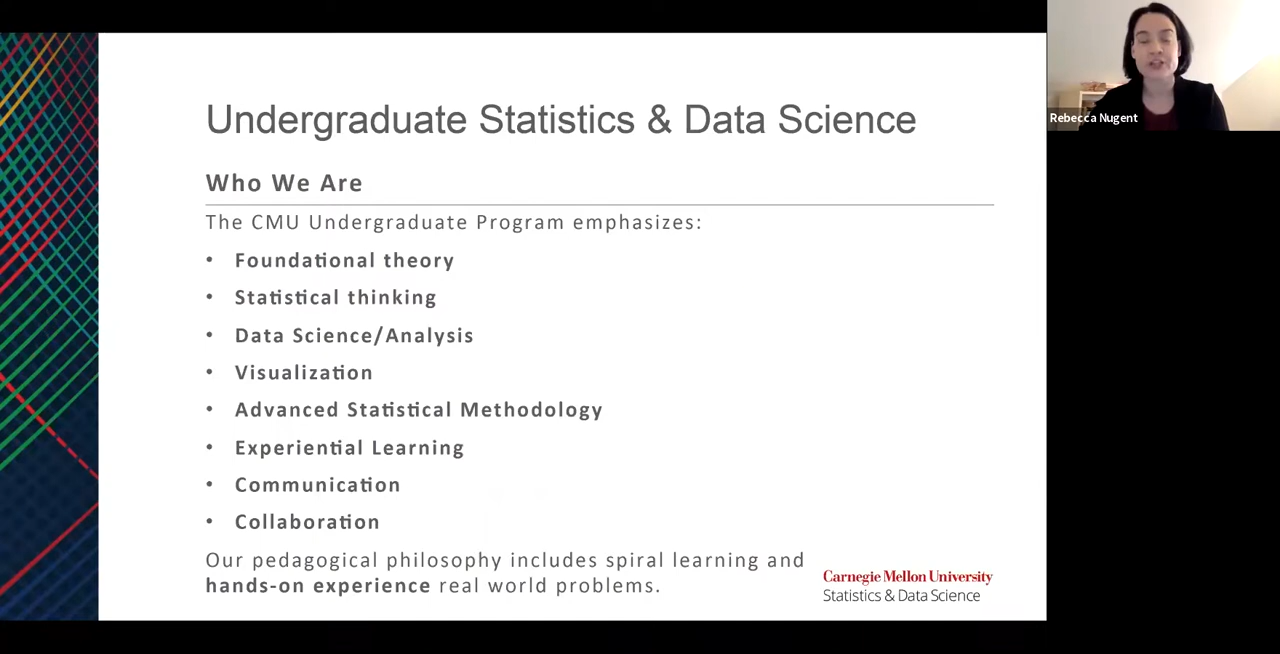 Undergraduate Statistics & Data Science
Who We Are
The CMU Undergraduate Program emphasizes:
• Foundational theory
• Statistical thinking
• Data Science/Analysis
• Visualization
• Advanced Statistical Methodology
• Experiential Learning
• Communication
• Collaboration
Our pedagogical philosophy includes spiral learning and
hands-on experience real world problems.
Carnegie Mellon University
Statistics & Data Science
Rebecca Nugent